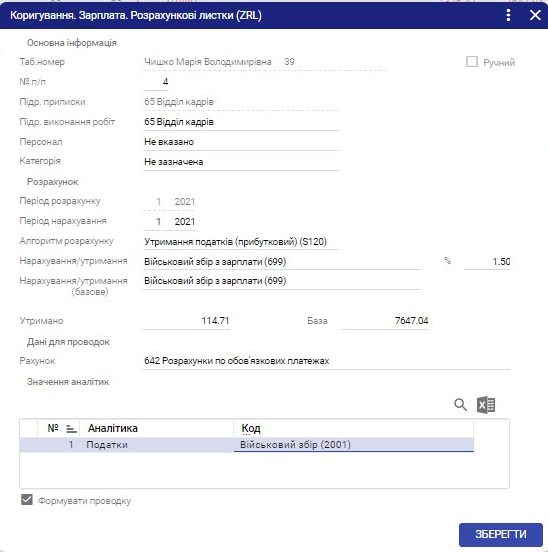 Коригування. Зарплата. Розрахункові листки (ZRL)
Основна інформація
Таб.номер Чишко Марія Володимирівна 39 Ручний
№ п/п 4
Підр. приписки 65 Відділ кадрів
Підр. виконання робіт 65 Відділ кадрів
Персонал Не вказано
Категорія Не зазначена
Розрахунок
Період розрахунку 1 2021
Період нарахування 1 2021
Алгоритм розрахунку Утримання податків (прибутковий) (S120)
Нарахування/утримання Військовий збір з зарплати (699) % 1.50
Нарахування/утримання Військовий збір з зарплати (699)
(базове)
Утримано 114.71 База 7647.04
Дані для проводок
Рахунок 642 Розрахунки по обов'язкових платежах
Значення аналітик
№ Аналітика Код
1 Податки Військовий збір (2001)
Формувати проводку
ЗБЕРЕГТИ